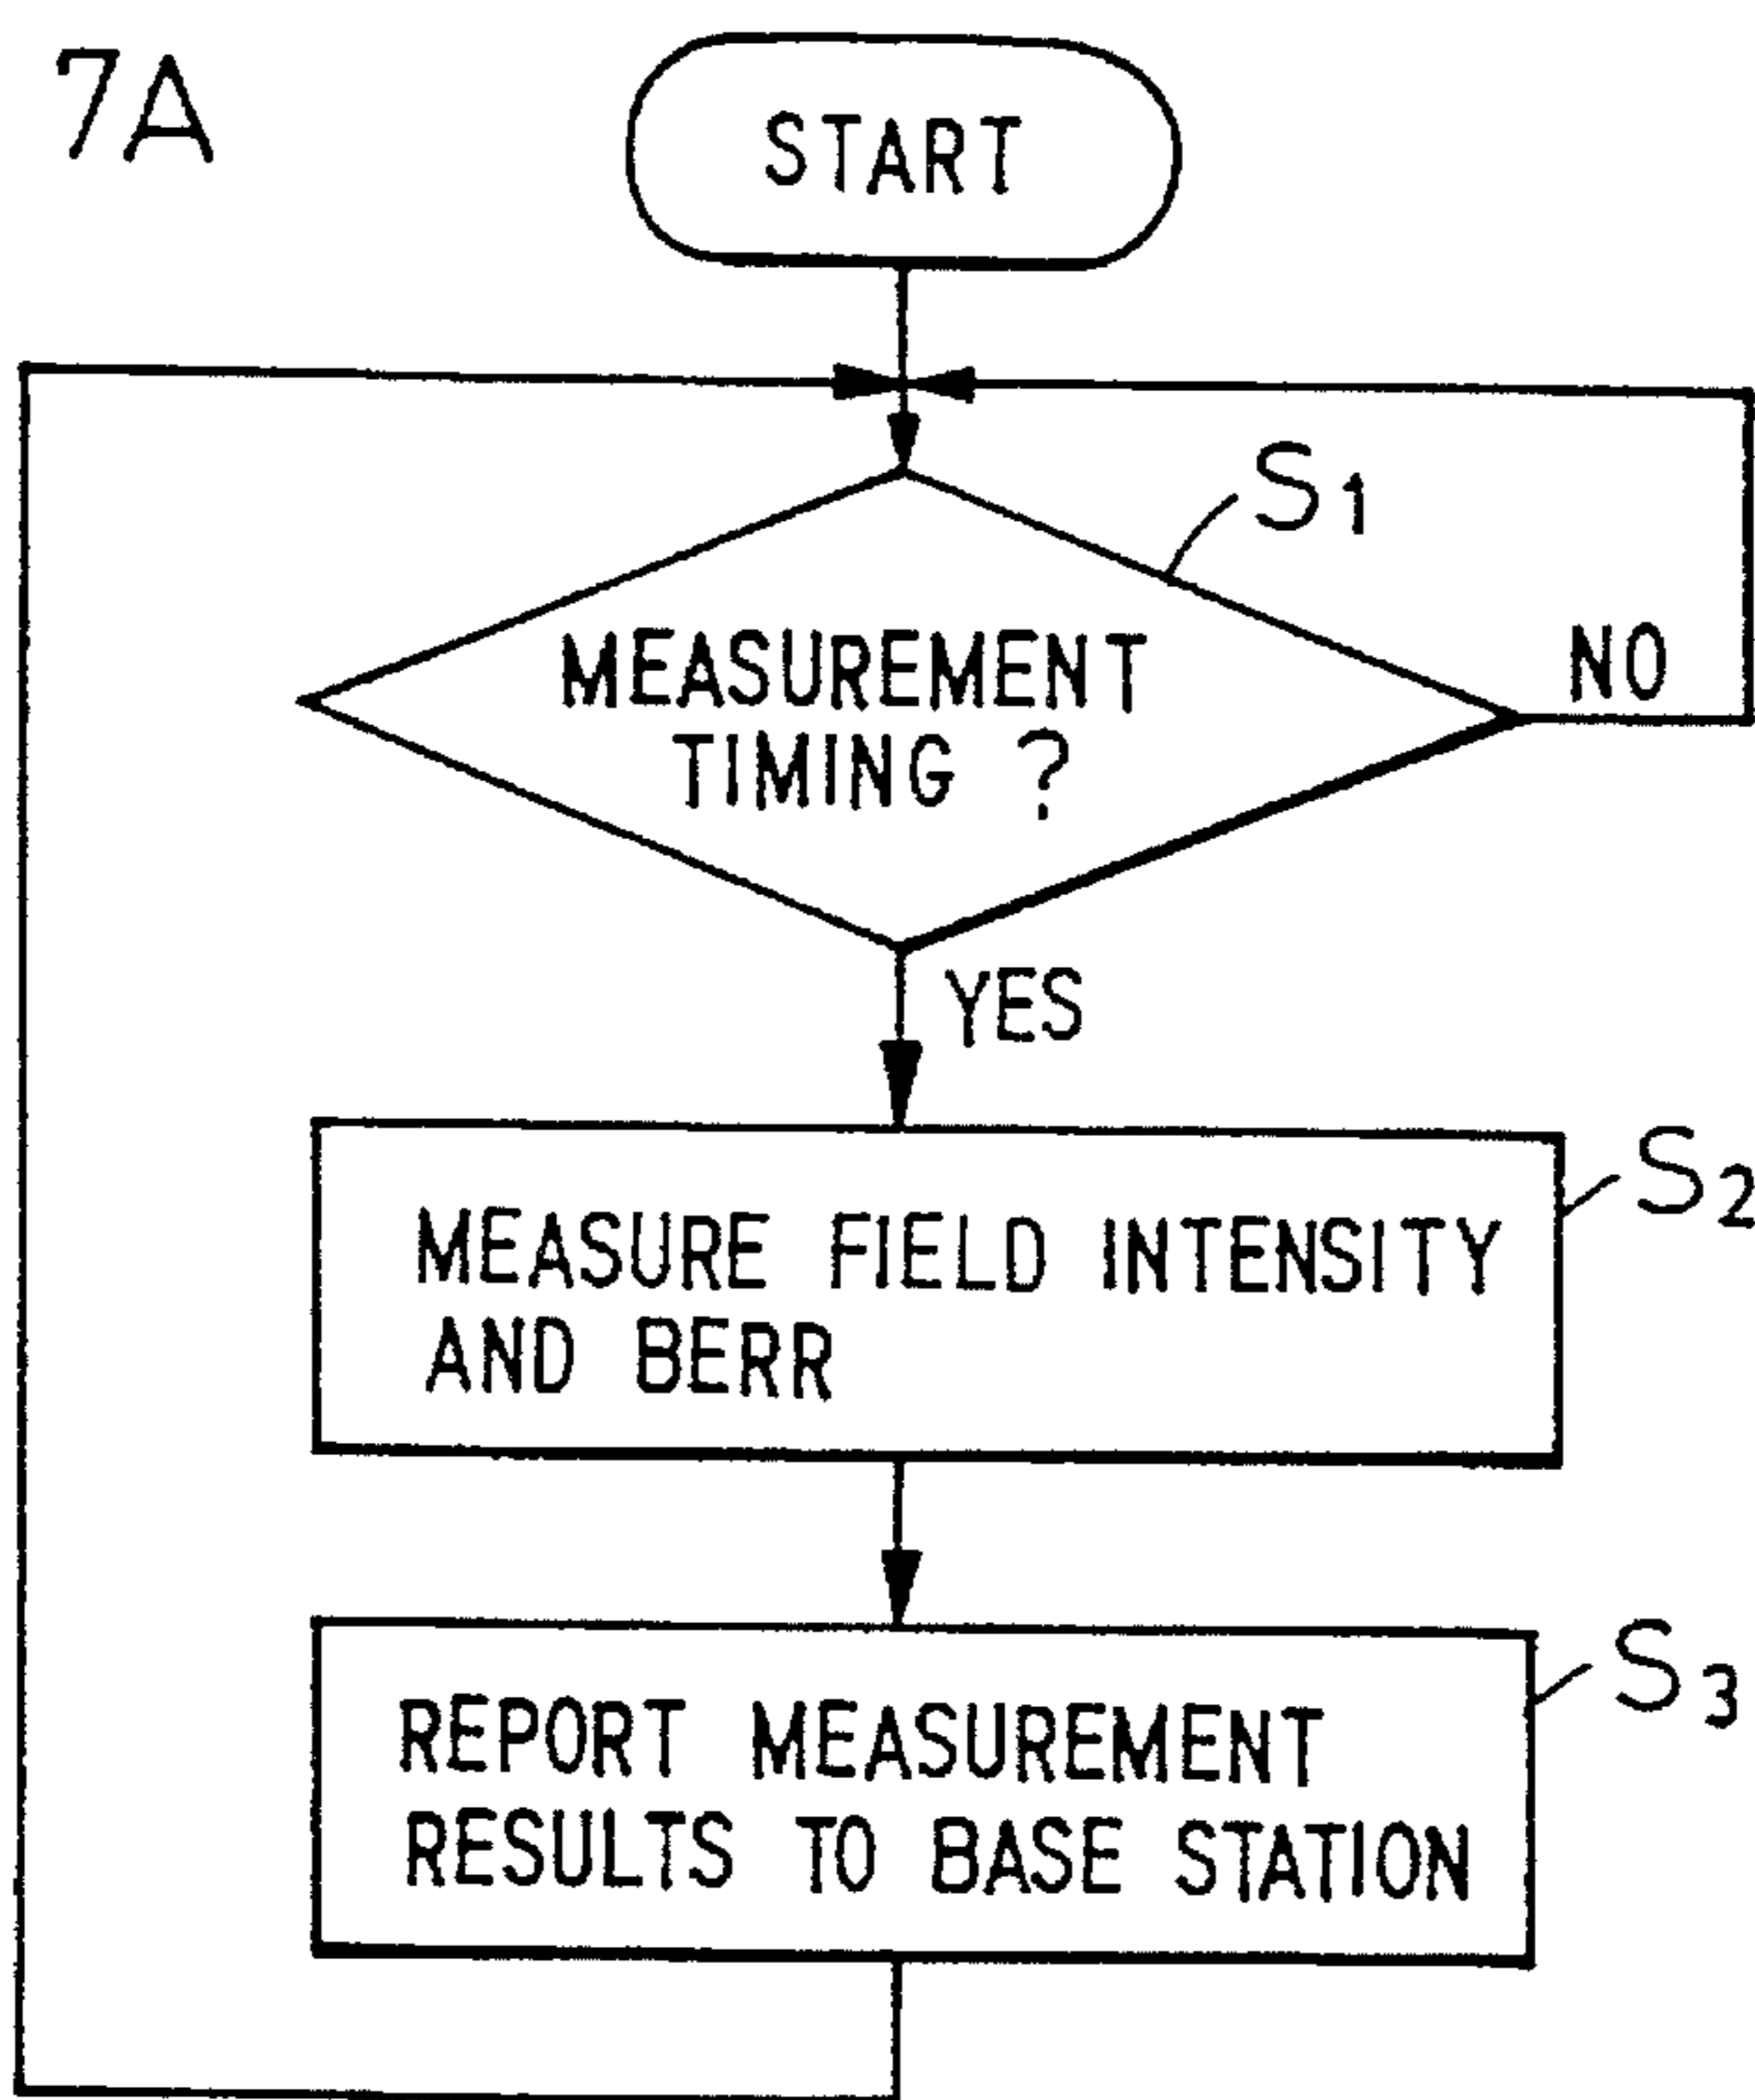 7A
START
S1
MEASUREMENT
TIMING ?
NO
YES
S2
MEASURE FIELD INTENSITY
AND BERR
S3
REPORT MEASUREMENT
RESULTS TO BASE STATION